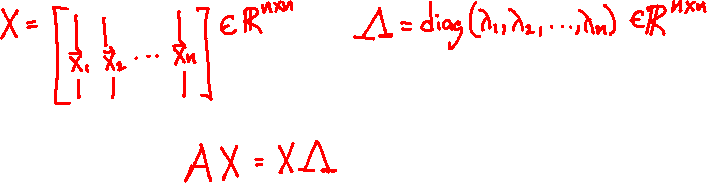 X = [x⃗₁ x⃗₂ ⋯ x⃗ₙ] ∈ ℝⁿˣⁿ Λ = diag(λ₁, λ₂, ..., λₙ) ∈ ℝⁿˣⁿ
AX = XΛ